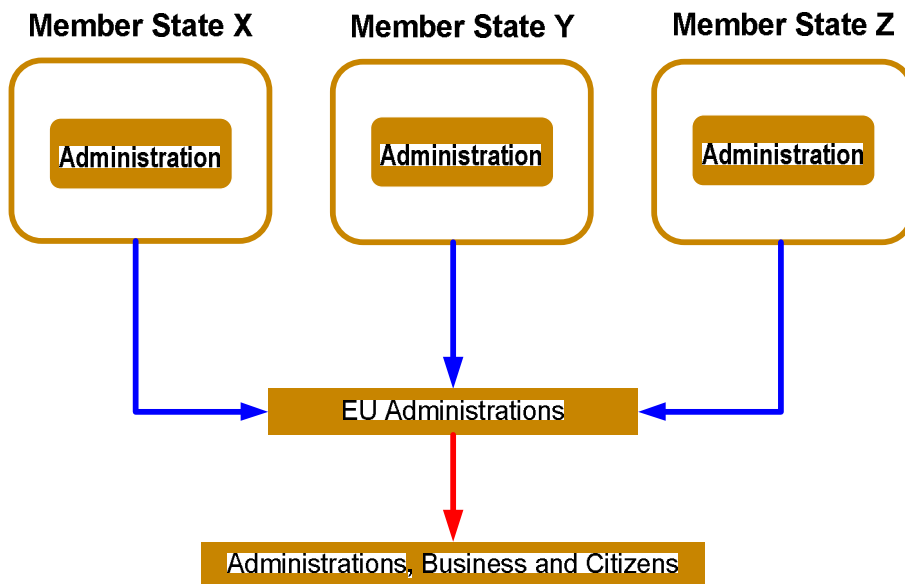 Member State X
Member State Y
Member State Z
Administration
Administration
Administration
EU Administrations
Administrations, Business and Citizens